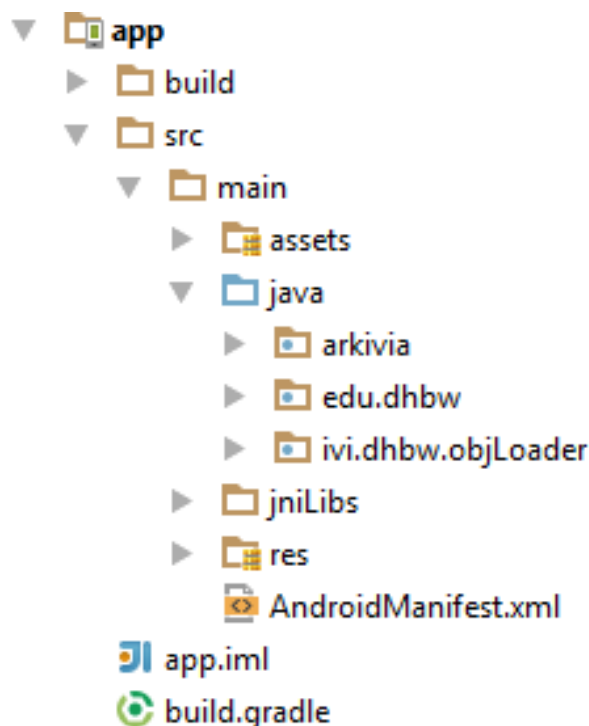 app
build
src
main
assets
java
arkivia
edu.dhbw
ivi.dhbw.objLoader
jniLibs
res
AndroidManifest.xml
app.iml
build.gradle